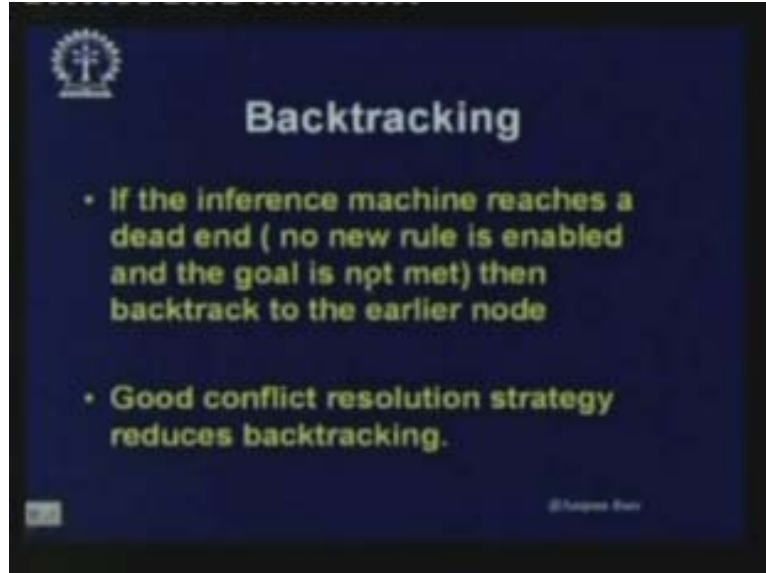 Backtracking
• If the inference machine reaches a
dead end ( no new rule is enabled
and the goal is not met) then
backtrack to the earlier node
• Good conflict resolution strategy
reduces backtracking.